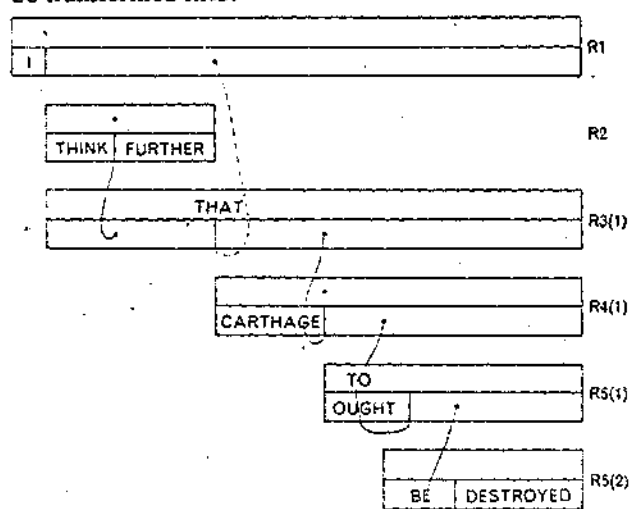 R1
I
R2
THINK FURTHER
THAT
R3(1)
R4(1)
CARTHAGE
TO
R5(1)
OUGHT
R5(2)
BE DESTROYED